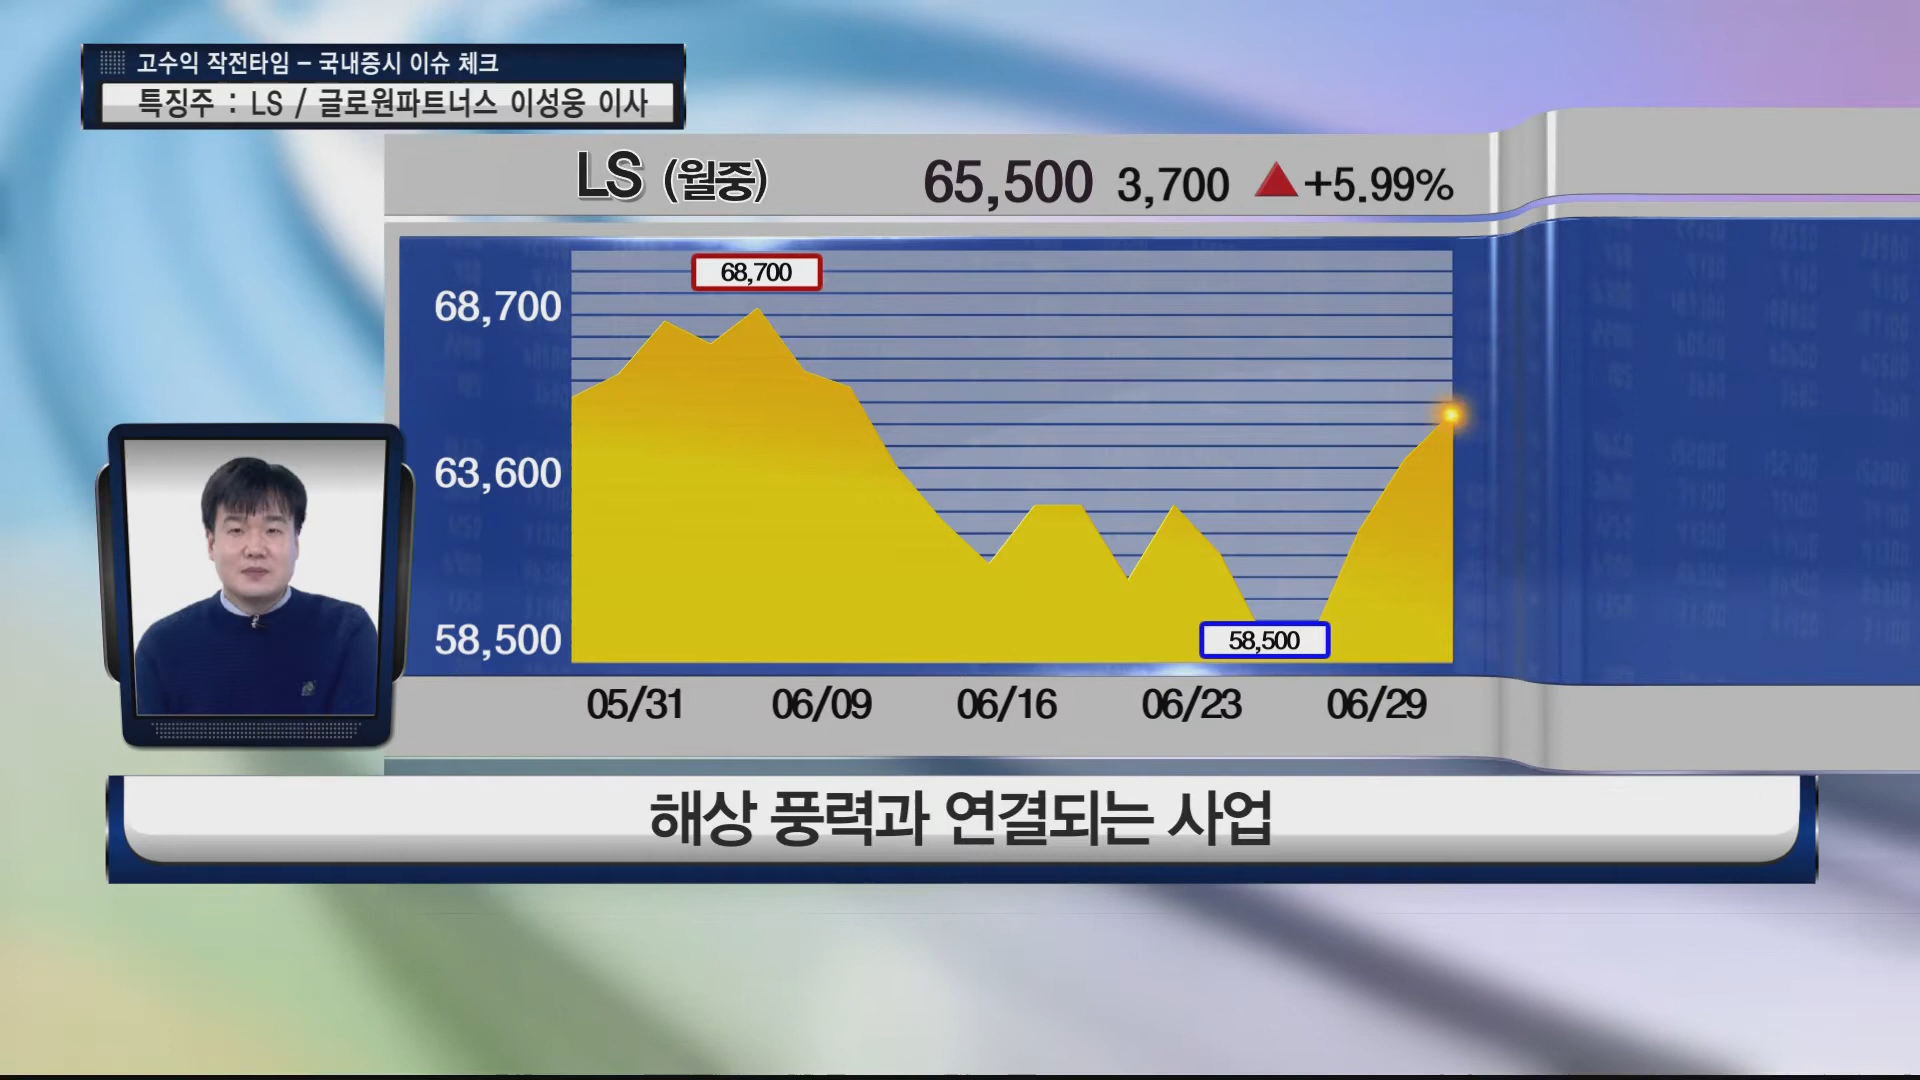 고수익 작전타임 – 국내증시 이슈 체크
특징주 : LS / 글로원파트너스 이성웅 이사
LS (월중) 65,500 3,700 ▲+5.99%
68,700
68,700
63,600
58,500
58,500
05/31 06/09 06/16 06/23 06/29
해상 풍력과 연결되는 사업